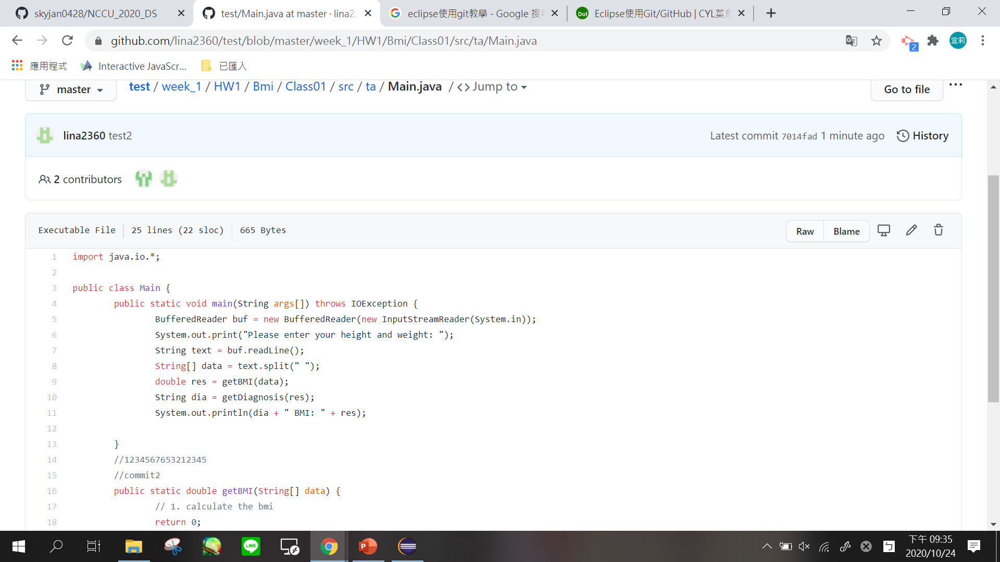 skyjan0428/NCCU_2020_DS
test/Main.java at master · lina23
eclipse使用git教學 - Google 搜
Eclipse使用Git/GitHub | CYL菜
github.com/lina2360/test/blob/master/week_1/HW1/Bmi/Class01/src/ta/Main.java
2
宜莉
應用程式
Interactive JavaScr...
已匯入
master
test / week_1 / HW1 / Bmi / Class01 / src / ta / Main.java / <> Jump to
Go to file
lina2360 test2
Latest commit 7014fad 1 minute ago
History
2 contributors
Executable File
25 lines (22 sloc)
665 Bytes
Raw
Blame
1 import java.io.*;
2
3 public class Main {
4 public static void main(String args[]) throws IOException {
5 BufferedReader buf = new BufferedReader(new InputStreamReader(System.in));
6 System.out.print("Please enter your height and weight: ");
7 String text = buf.readLine();
8 String[] data = text.split(" ");
9 double res = getBMI(data);
10 String dia = getDiagnosis(res);
11 System.out.println(dia + " BMI: " + res);
12
13 }
14 //1234567653212345
15 //commit2
16 public static double getBMI(String[] data) {
17 // 1. calculate the bmi
18 return 0;
LINE
P
ㄅ
下午 09:35
2020/10/24